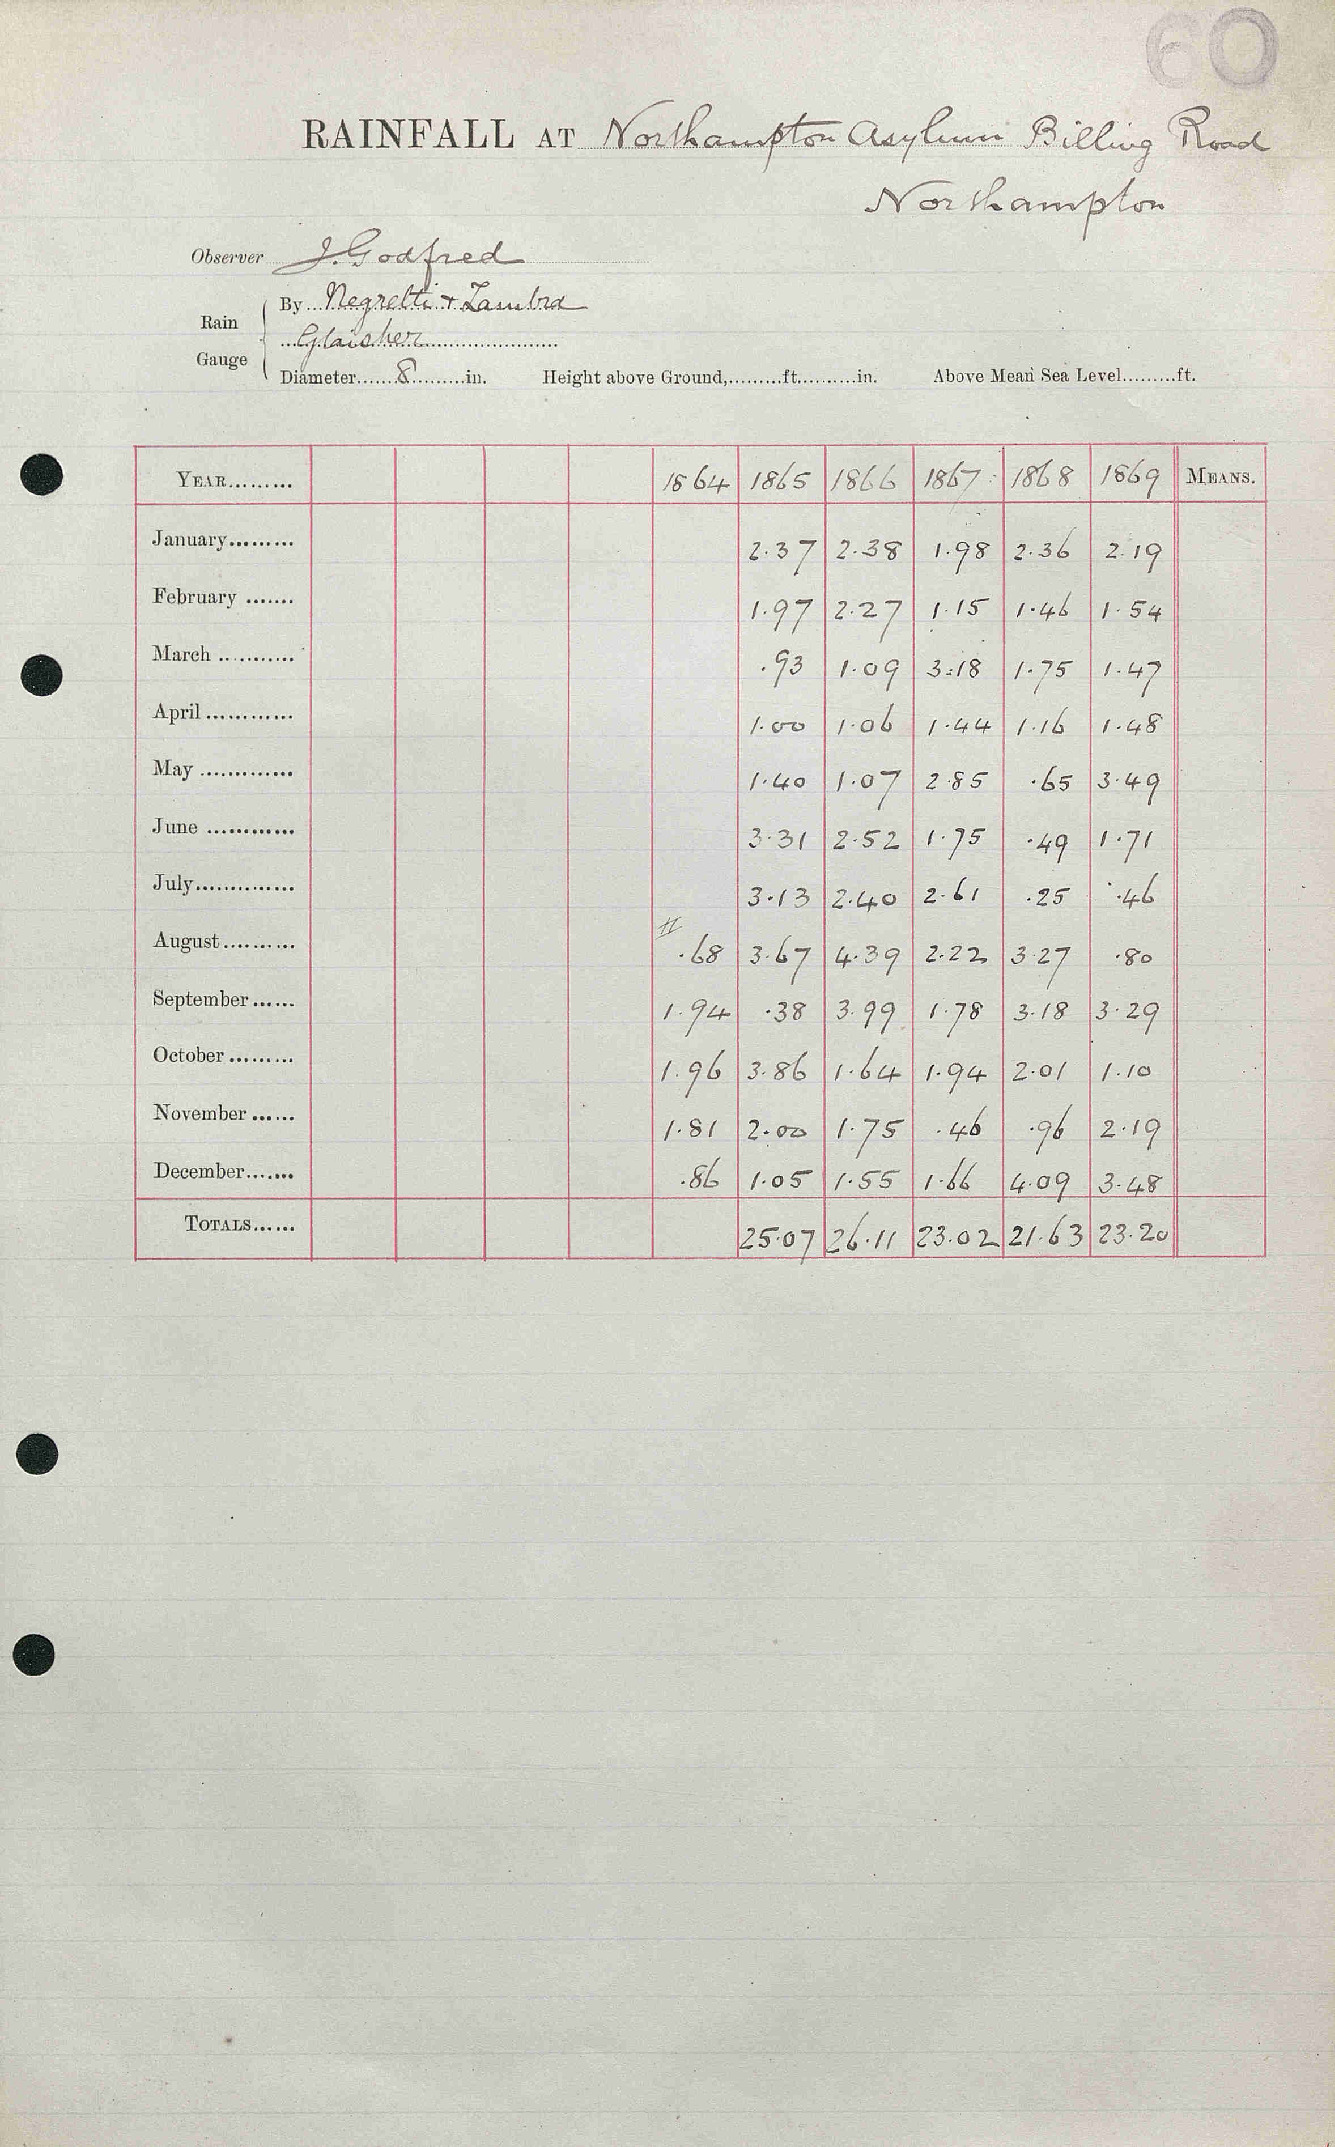 60
RAINFALL AT Northampton Asylum Billing Road
Northampton
Observer J. Godfred
Rain Gauge By Negretti & Zambra
Glaisher
Diameter.......8.........in. Height above Ground,.........ft..........in. Above Mean Sea Level.........ft.
YEAR......... 1864 1865 1866 1867 1868 1869 MEANS.
January......... 2.37 2.38 1.98 2.36 2.19
February ....... 1.97 2.27 1.15 1.46 1.54
March ........... .93 1.09 3.18 1.75 1.47
April ............ 1.00 1.06 1.44 1.16 1.48
May ............. 1.40 1.07 2.85 .65 3.49
June ............ 3.31 2.52 1.75 .49 1.71
July.............. 3.13 2.40 2.61 .25 .46
August.......... # .68 3.67 4.39 2.22 3.27 .80
September...... 1.94 .38 3.99 1.78 3.18 3.29
October ......... 1.96 3.86 1.64 1.94 2.01 1.10
November ...... 1.81 2.00 1.75 .46 .96 2.19
December....... .86 1.05 1.55 1.66 4.09 3.48
TOTALS...... 25.07 26.11 23.02 21.63 23.20